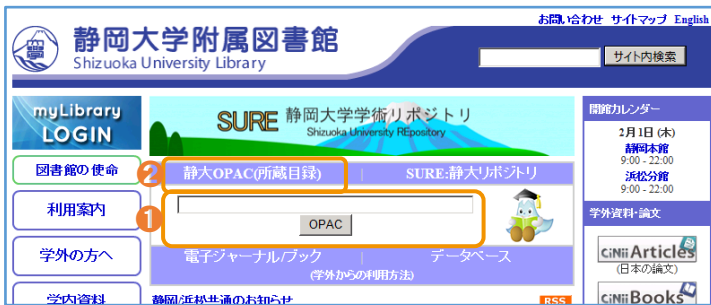 お問い合わせ サイトマップ English
静岡大学附属図書館
Shizuoka University Library
サイト内検索
myLibrary
LOGIN
SURE 静岡大学学術リポジトリ
Shizuoka University REpository
開館カレンダー
2月1日(木)
静岡本館
9:00 - 22:00
浜松分館
9:00 - 22:00
図書館の使命
② 静大OPAC(所蔵目録) | SURE:静大リポジトリ
利用案内
①
OPAC
学外資料・論文
学外の方へ
電子ジャーナル/ブック | データベース
(学外からの利用方法)
CiNii Articles
(日本の論文)
学内資料
静岡/浜松共通のお知らせ
RSS
CiNii Books